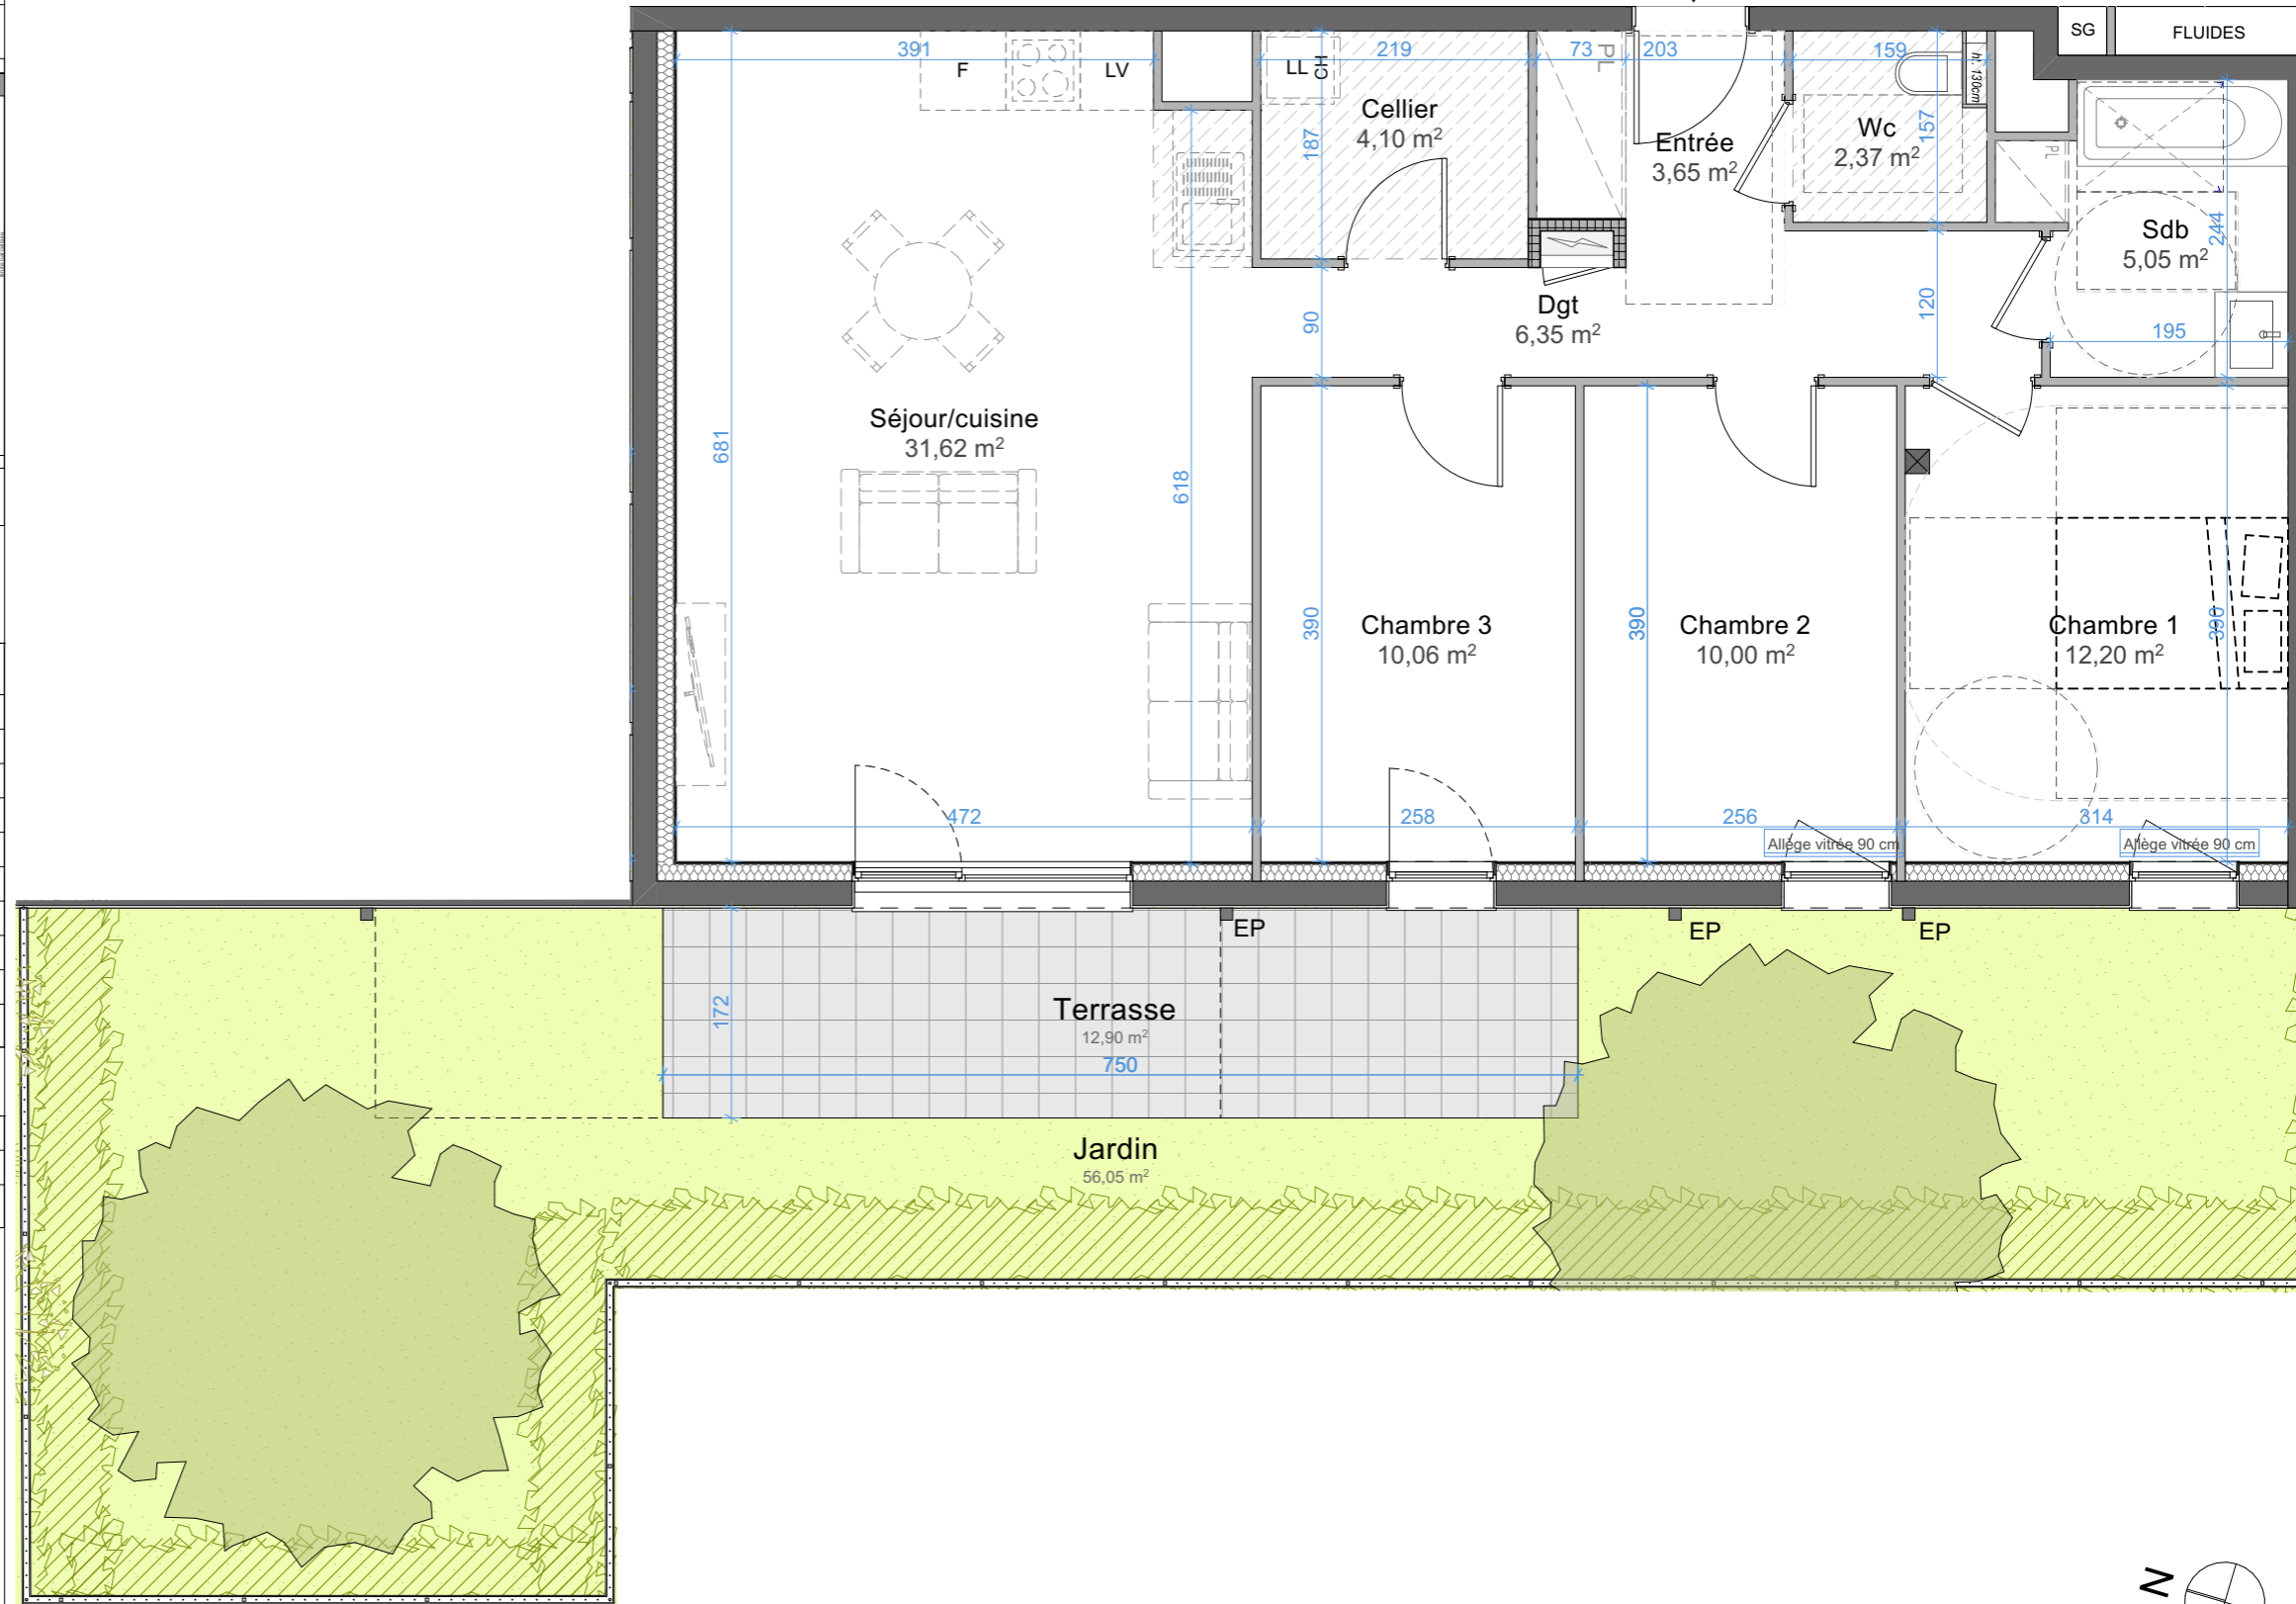 SG
FLUIDES
391
F
LV
LL
CH
219
73
PL
203
159
ht: 130cm
Cellier
4,10 m²
187
Entrée
3,65 m²
Wc
2,37 m²
157
PL
Sdb
5,05 m²
244
Dgt
6,35 m²
90
120
195
Séjour/cuisine
31,62 m²
681
618
390
Chambre 3
10,06 m²
390
Chambre 2
10,00 m²
Chambre 1
12,20 m²
390
472
258
256
314
Allège vitrée 90 cm
Allège vitrée 90 cm
EP
EP
EP
172
Terrasse
12,90 m²
750
Jardin
56,05 m²
N